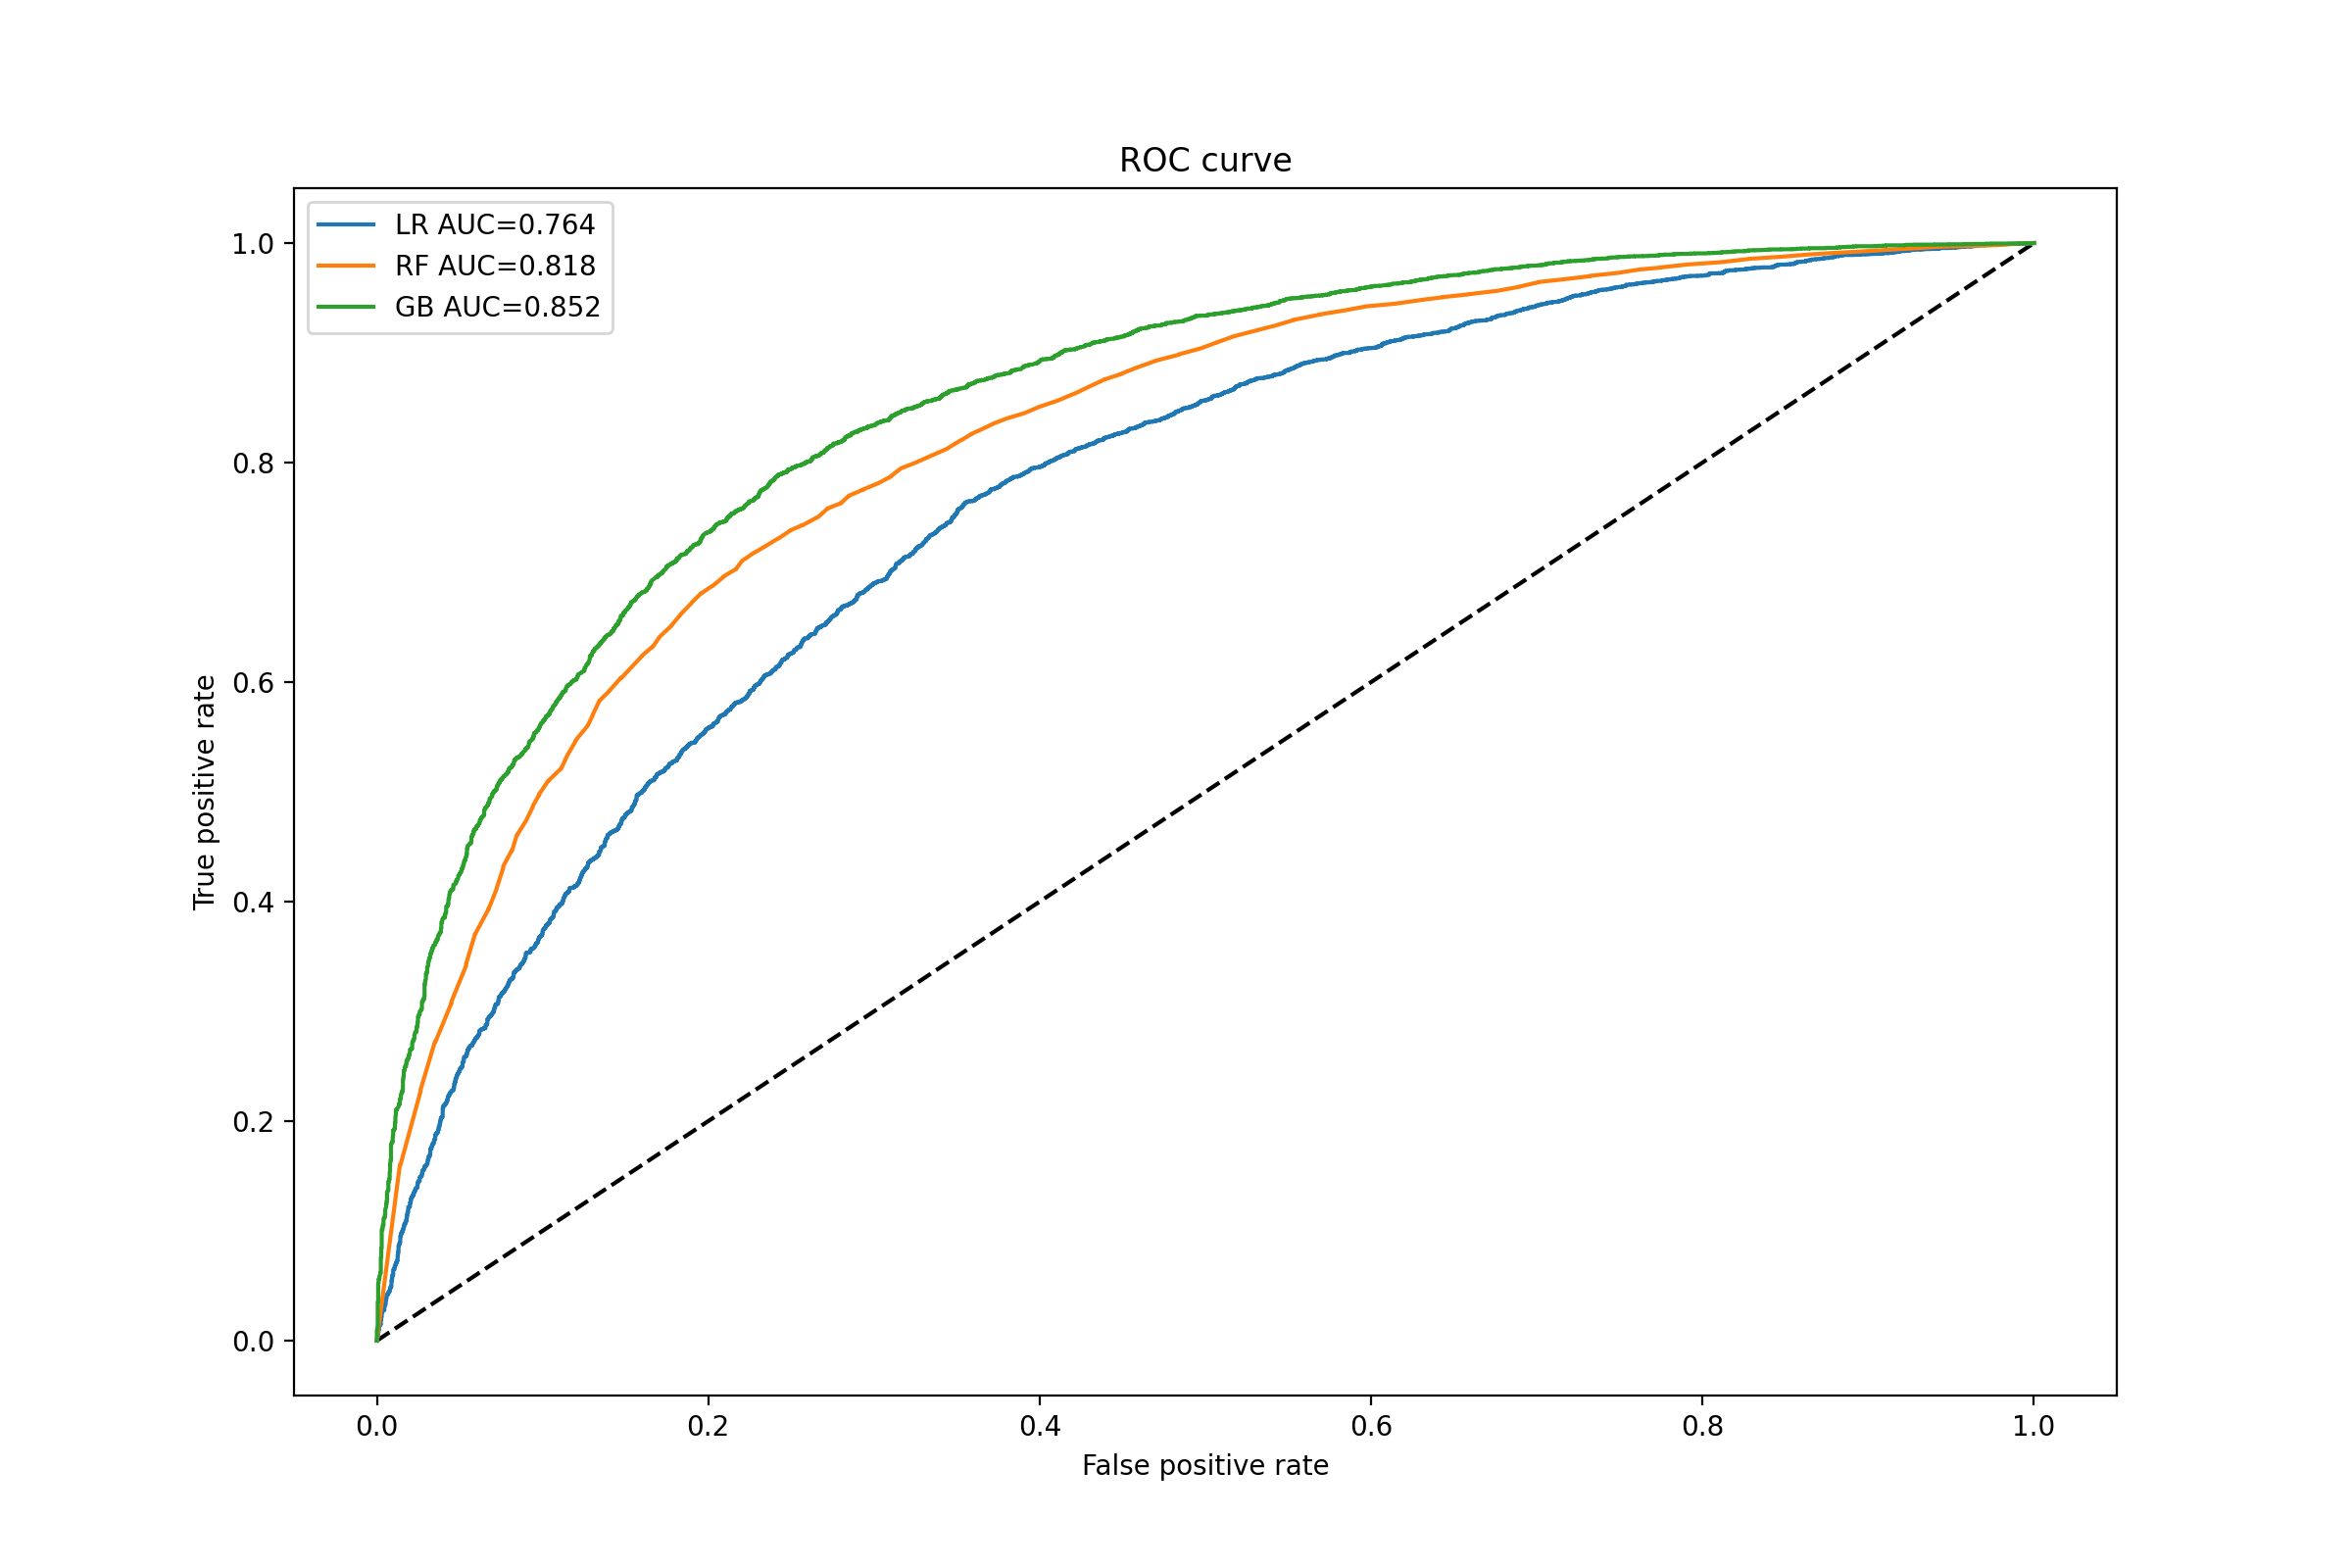 ROC curve
LR AUC=0.764
RF AUC=0.818
GB AUC=0.852
True positive rate
1.0
0.8
0.6
0.4
0.2
0.0
0.0 0.2 0.4 0.6 0.8 1.0
False positive rate